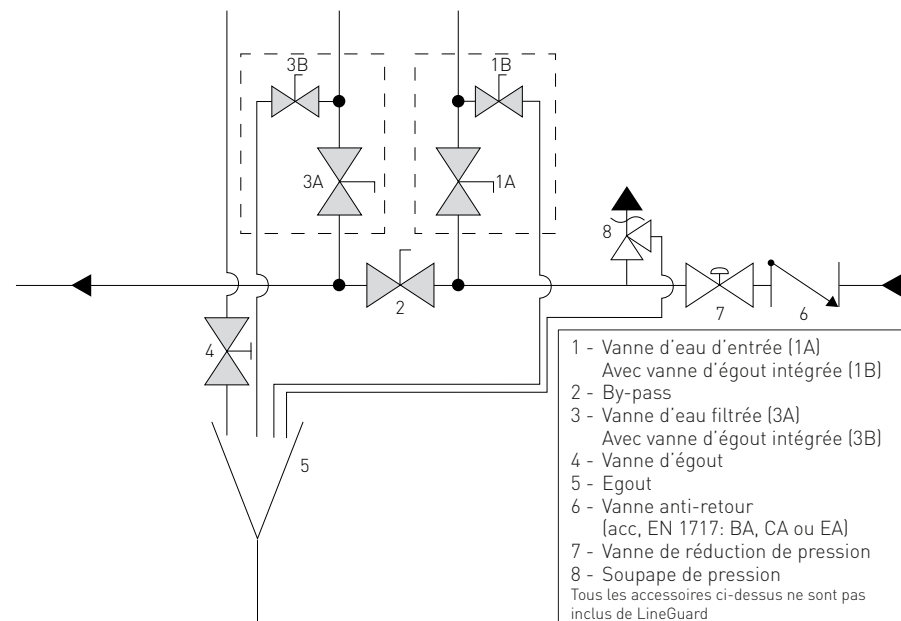 3B
1B
3A
1A
8
2
7
6
4
5
1 - Vanne d'eau d'entrée (1A)
Avec vanne d'égout intégrée (1B)
2 - By-pass
3 - Vanne d'eau filtrée (3A)
Avec vanne d'égout intégrée (3B)
4 - Vanne d'égout
5 - Egout
6 - Vanne anti-retour
(acc, EN 1717: BA, CA ou EA)
7 - Vanne de réduction de pression
8 - Soupape de pression
Tous les accessoires ci-dessus ne sont pas
inclus de LineGuard